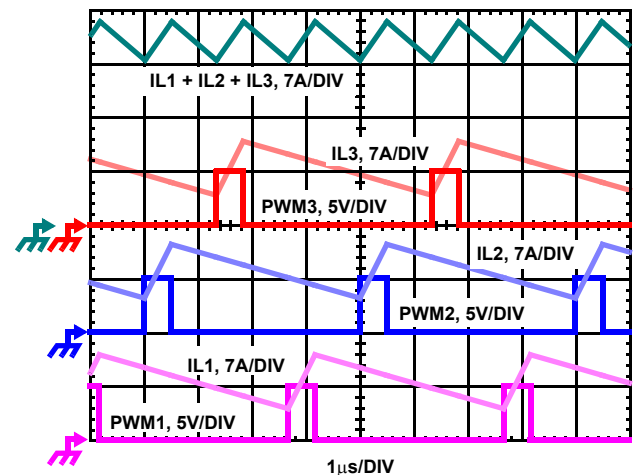 IL1 + IL2 + IL3, 7A/DIV
IL3, 7A/DIV
PWM3, 5V/DIV
IL2, 7A/DIV
PWM2, 5V/DIV
IL1, 7A/DIV
PWM1, 5V/DIV
1μs/DIV